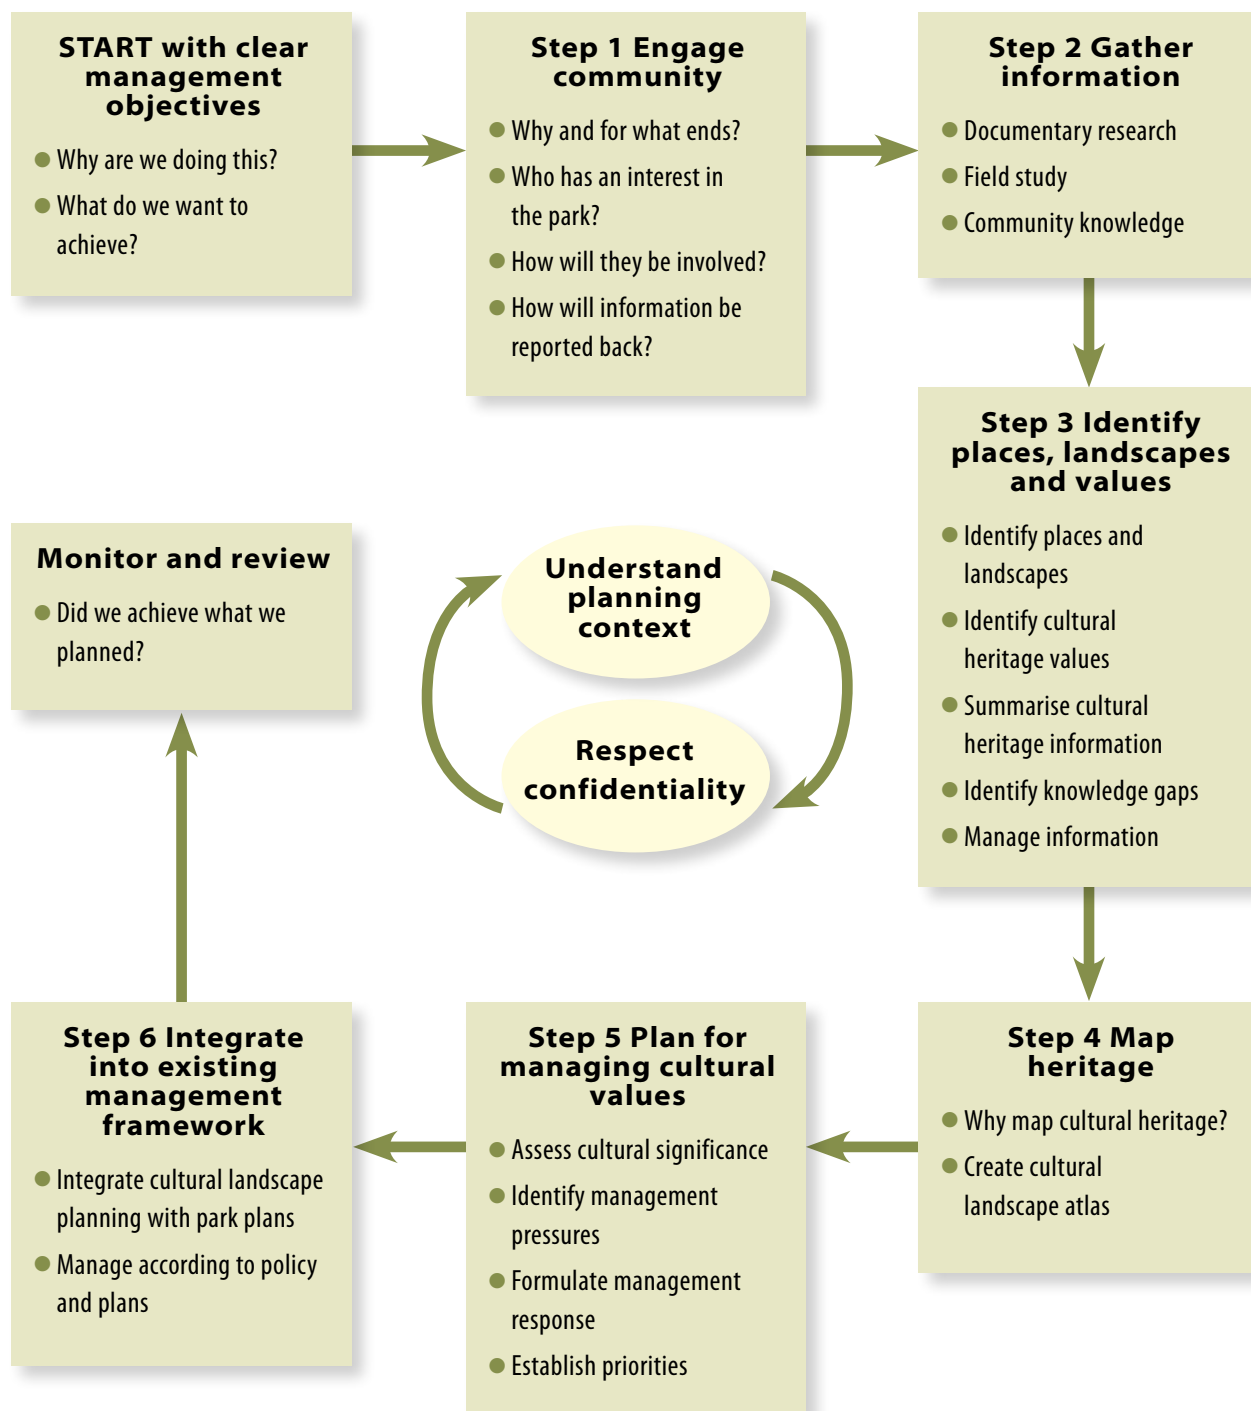 START with clear
management
objectives
● Why are we doing this?
● What do we want to
achieve?
Step 1 Engage
community
● Why and for what ends?
● Who has an interest in
the park?
● How will they be involved?
● How will information be
reported back?
Step 2 Gather
information
● Documentary research
● Field study
● Community knowledge
Step 3 Identify
places, landscapes
and values
● Identify places and
landscapes
● Identify cultural
heritage values
● Summarise cultural
heritage information
● Identify knowledge gaps
● Manage information
Step 4 Map
heritage
● Why map cultural heritage?
● Create cultural
landscape atlas
Step 5 Plan for
managing cultural
values
● Assess cultural significance
● Identify management
pressures
● Formulate management
response
● Establish priorities
Step 6 Integrate
into existing
management
framework
● Integrate cultural landscape
planning with park plans
● Manage according to policy
and plans
Monitor and review
● Did we achieve what we
planned?
Understand
planning
context
Respect
confidentiality